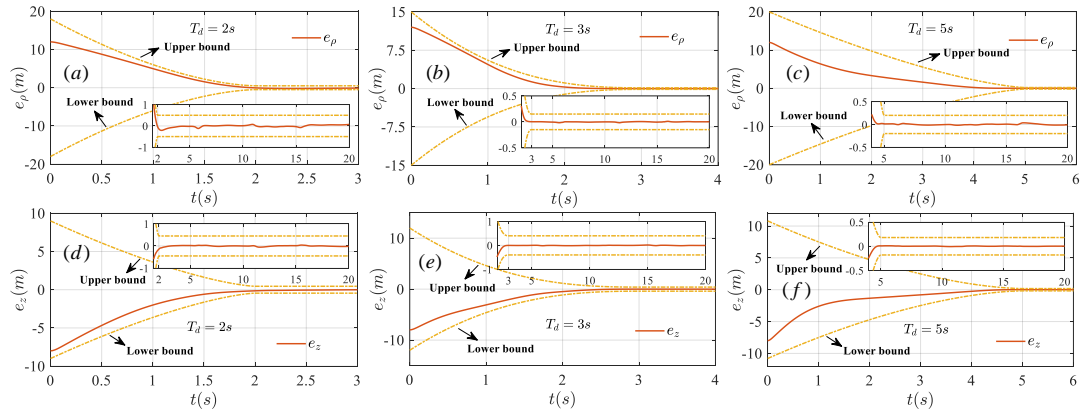 20
10
0
-10
-20
e_ρ(m)
T_d = 2s
Upper bound
e_ρ
(a)
Lower bound
1
0
-1
2 5 10 15 20
0 0.5 1 1.5 2 2.5 3
t(s)
15
7.5
0
-7.5
-15
e_ρ(m)
T_d = 3s
Upper bound
e_ρ
(b)
Lower bound
0.5
0
-0.5
3 5 10 15 20
0 1 2 3 4
t(s)
20
10
0
-10
-20
e_ρ(m)
T_d = 5s
Upper bound
e_ρ
(c)
Lower bound
0.5
0
-0.5
5 10 15 20
0 1 2 3 4 5 6
t(s)
10
5
0
-5
-10
e_z(m)
(d)
1
0
-1
2 5 10 15 20
Upper bound
T_d = 2s
Lower bound
e_z
0 0.5 1 1.5 2 2.5 3
t(s)
10
5
0
-5
-10
e_z(m)
(e)
1
0
-1
3 5 10 15 20
Upper bound
T_d = 3s
Lower bound
e_z
0 1 2 3 4
t(s)
10
5
0
-5
-10
e_z(m)
(f)
0.5
0
-0.5
5 10 15 20
Upper bound
T_d = 5s
Lower bound
e_z
0 1 2 3 4 5 6
t(s)